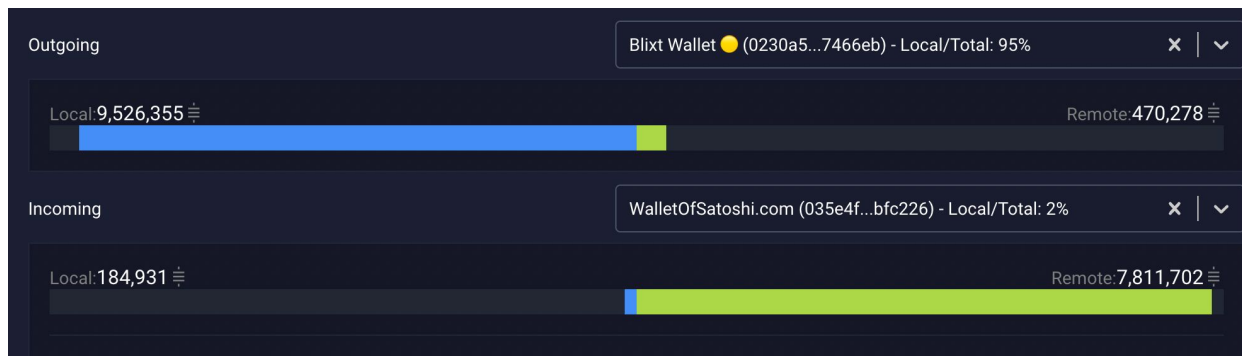 Outgoing
Blixt Wallet 🟡 (0230a5...7466eb) - Local/Total: 95%
Local:9,526,355
Remote:470,278
Incoming
WalletOfSatoshi.com (035e4f...bfc226) - Local/Total: 2%
Local:184,931
Remote:7,811,702